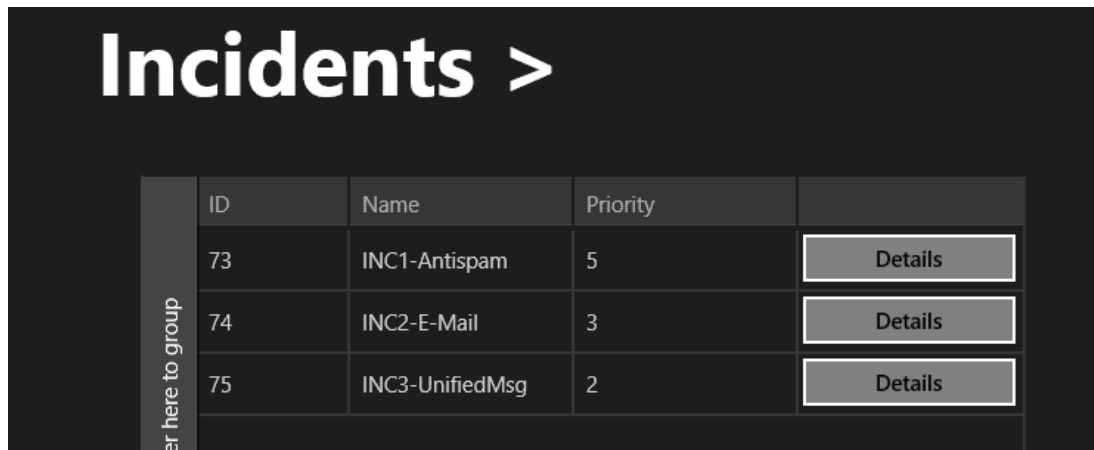 Incidents >
ID Name Priority
73 INC1-Antispam 5 Details
74 INC2-E-Mail 3 Details
75 INC3-UnifiedMsg 2 Details
here to group